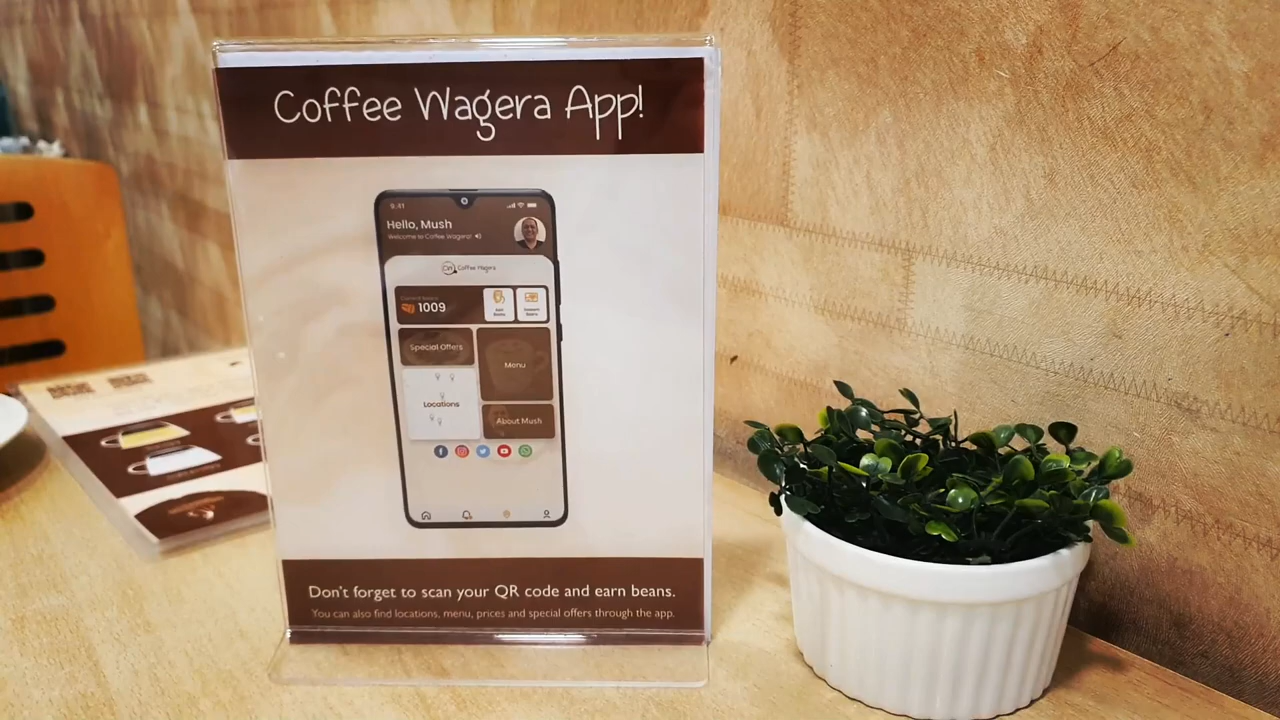 Coffee Wagera App!
9:41
Hello, Mush
Welcome to Coffee Wagera!
Coffee Wagera
1009
Special Offers
Menu
Locations
About Mush
Don't forget to scan your QR code and earn beans.
You can also find locations, menu, prices and special offers through the app.